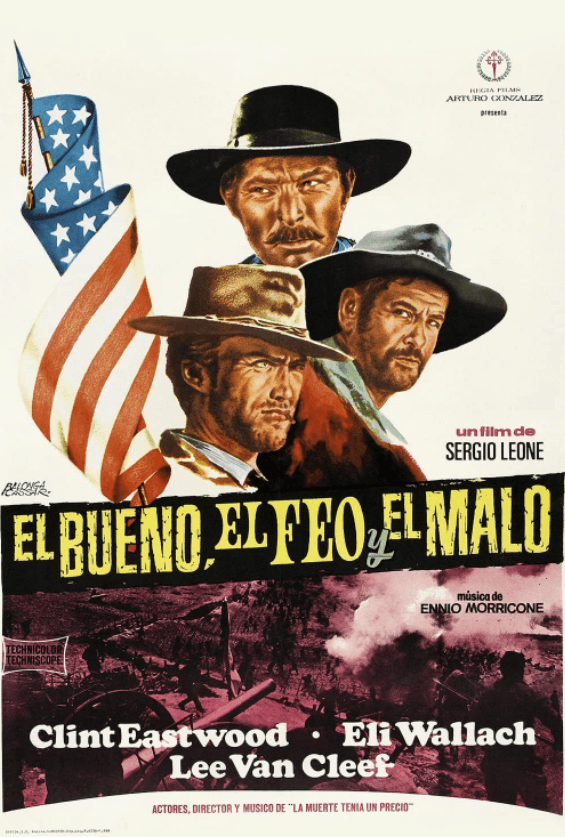 REGIA FILMS
ARTURO GONZALEZ
presenta
un film de
SERGIO LEONE
EL BUENO, EL FEO y EL MALO
música de
ENNIO MORRICONE
TECHNICOLOR
TECHNISCOPE
Clint Eastwood · Eli Wallach
Lee Van Cleef
ACTORES, DIRECTOR Y MUSICO DE "LA MUERTE TENIA UN PRECIO"